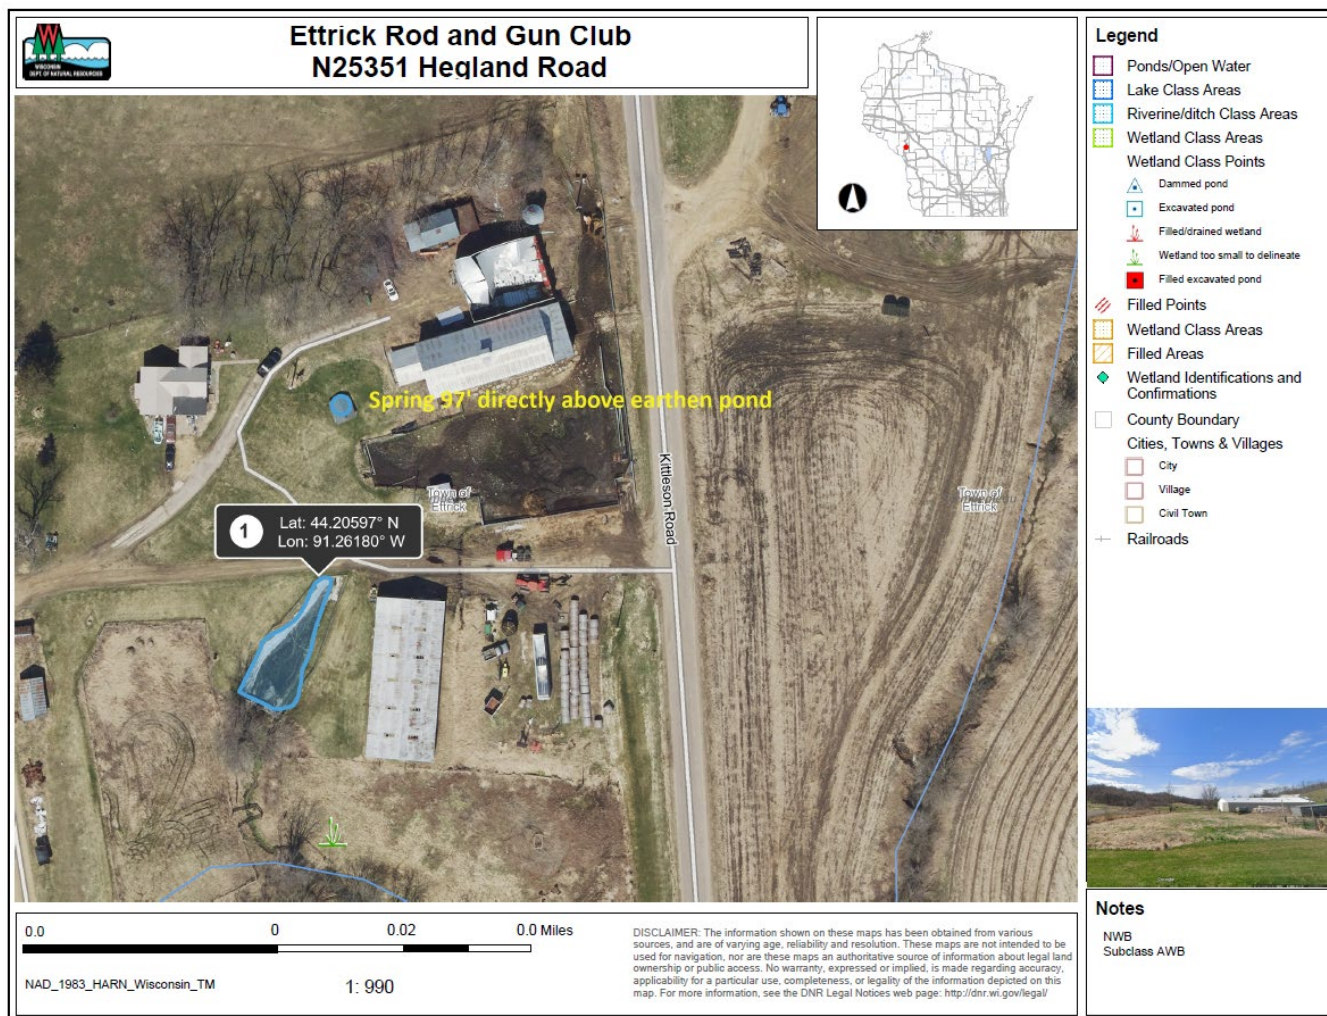 WISCONSIN
DEPT. OF NATURAL RESOURCES
Ettrick Rod and Gun Club
N25351 Hegland Road
Spring 97' directly above earthen pond
Town of
Ettrick
Kittleson Road
Town of
Ettrick
1
Lat: 44.20597° N
Lon: 91.26180° W
Legend
Ponds/Open Water
Lake Class Areas
Riverine/ditch Class Areas
Wetland Class Areas
Wetland Class Points
Dammed pond
Excavated pond
Filled/drained wetland
Wetland too small to delineate
Filled excavated pond
Filled Points
Wetland Class Areas
Filled Areas
Wetland Identifications and
Confirmations
County Boundary
Cities, Towns & Villages
City
Village
Civil Town
Railroads
Notes
NWB
Subclass AWB
0.0 0 0.02 0.0 Miles
NAD_1983_HARN_Wisconsin_TM
1: 990
DISCLAIMER: The information shown on these maps has been obtained from various
sources, and are of varying age, reliability and resolution. These maps are not intended to be
used for navigation, nor are these maps an authoritative source of information about legal land
ownership or public access. No warranty, expressed or implied, is made regarding accuracy,
applicability for a particular use, completeness, or legality of the information depicted on this
map. For more information, see the DNR Legal Notices web page: http://dnr.wi.gov/legal/